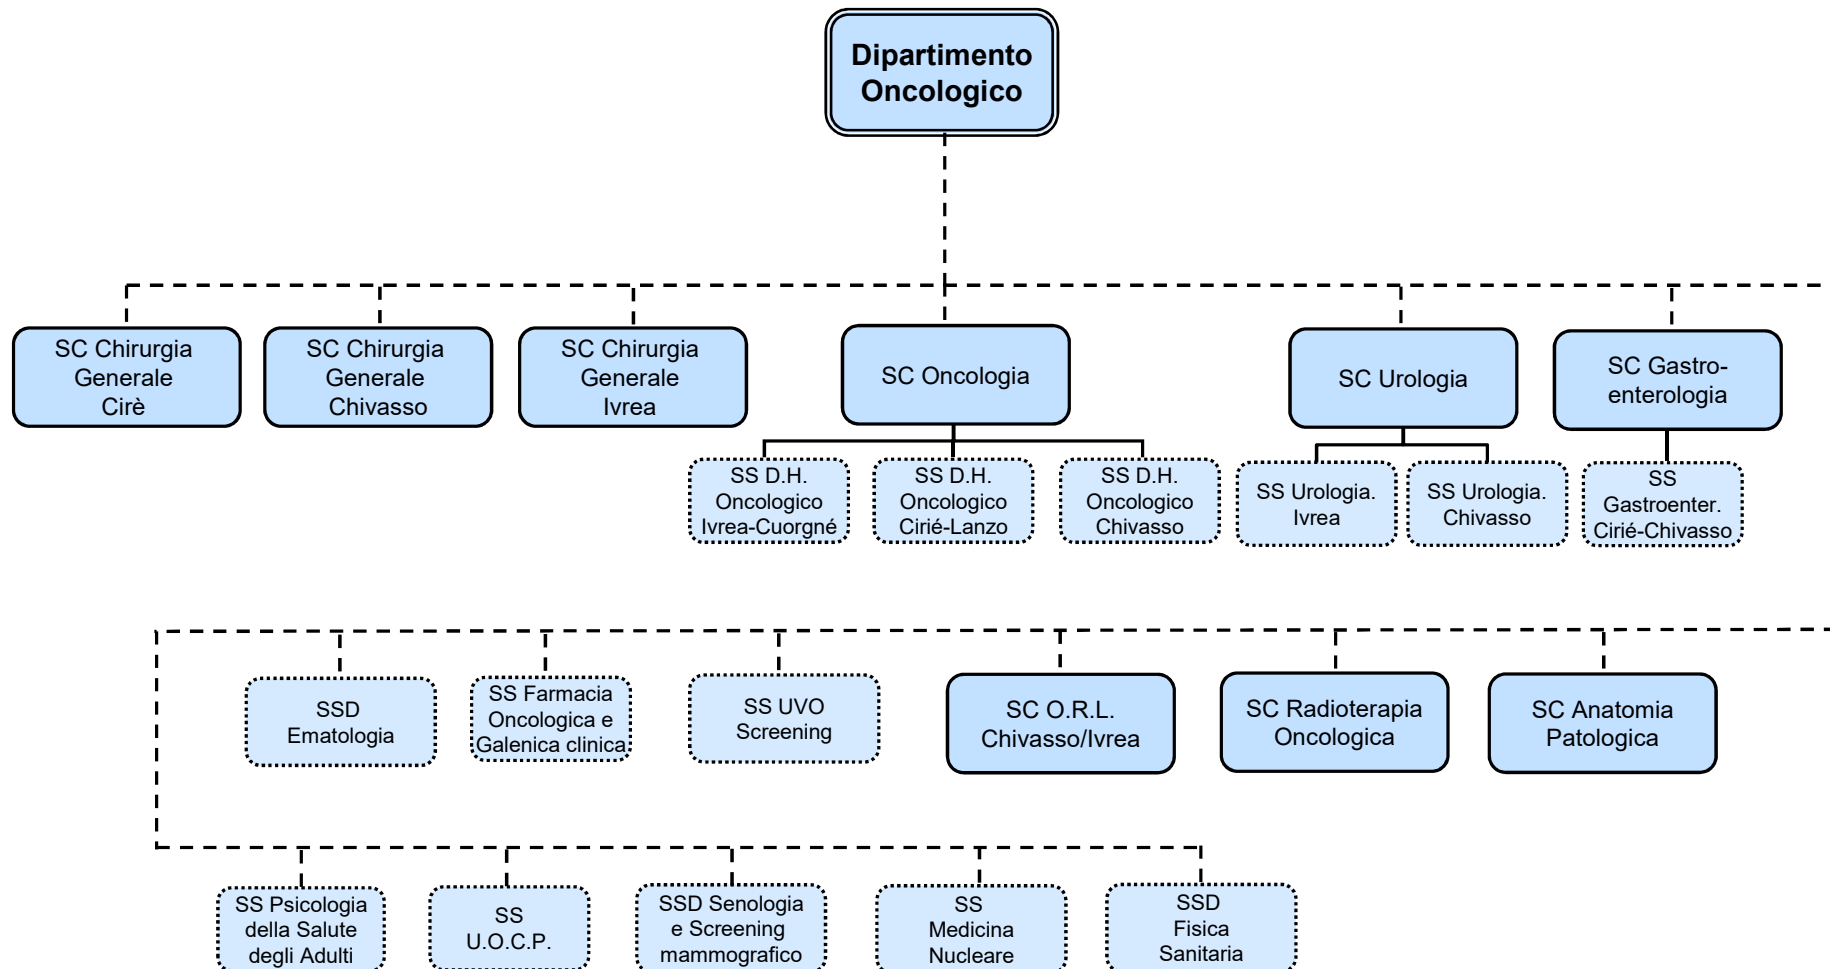 Dipartimento
Oncologico
SC Chirurgia
Generale
Cirè
SC Chirurgia
Generale
Chivasso
SC Chirurgia
Generale
Ivrea
SC Oncologia
SC Urologia
SC Gastro-
enterologia
SS D.H.
Oncologico
Ivrea-Cuorgné
SS D.H.
Oncologico
Cirié-Lanzo
SS D.H.
Oncologico
Chivasso
SS Urologia.
Ivrea
SS Urologia.
Chivasso
SS
Gastroenter.
Cirié-Chivasso
SSD
Ematologia
SS Farmacia
Oncologica e
Galenica clinica
SS UVO
Screening
SC O.R.L.
Chivasso/Ivrea
SC Radioterapia
Oncologica
SC Anatomia
Patologica
SS Psicologia
della Salute
degli Adulti
SS
U.O.C.P.
SSD Senologia
e Screening
mammografico
SS
Medicina
Nucleare
SSD
Fisica
Sanitaria